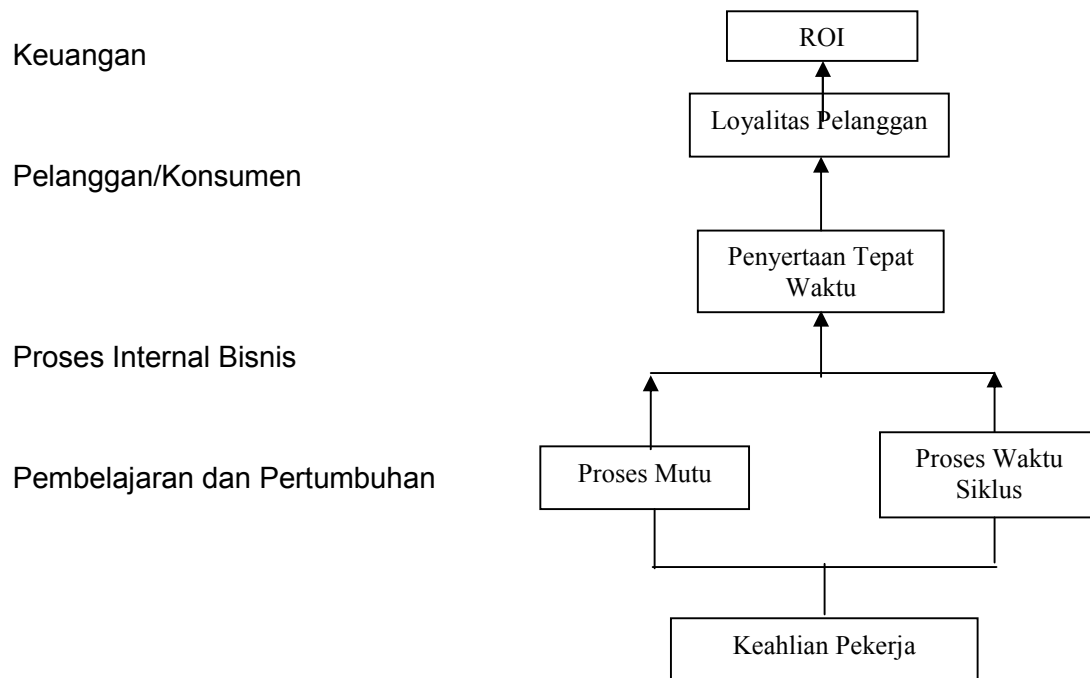 Keuangan
ROI
Loyalitas Pelanggan
Pelanggan/Konsumen
Penyertaan Tepat
Waktu
Proses Internal Bisnis
Pembelajaran dan Pertumbuhan
Proses Mutu
Proses Waktu
Siklus
Keahlian Pekerja